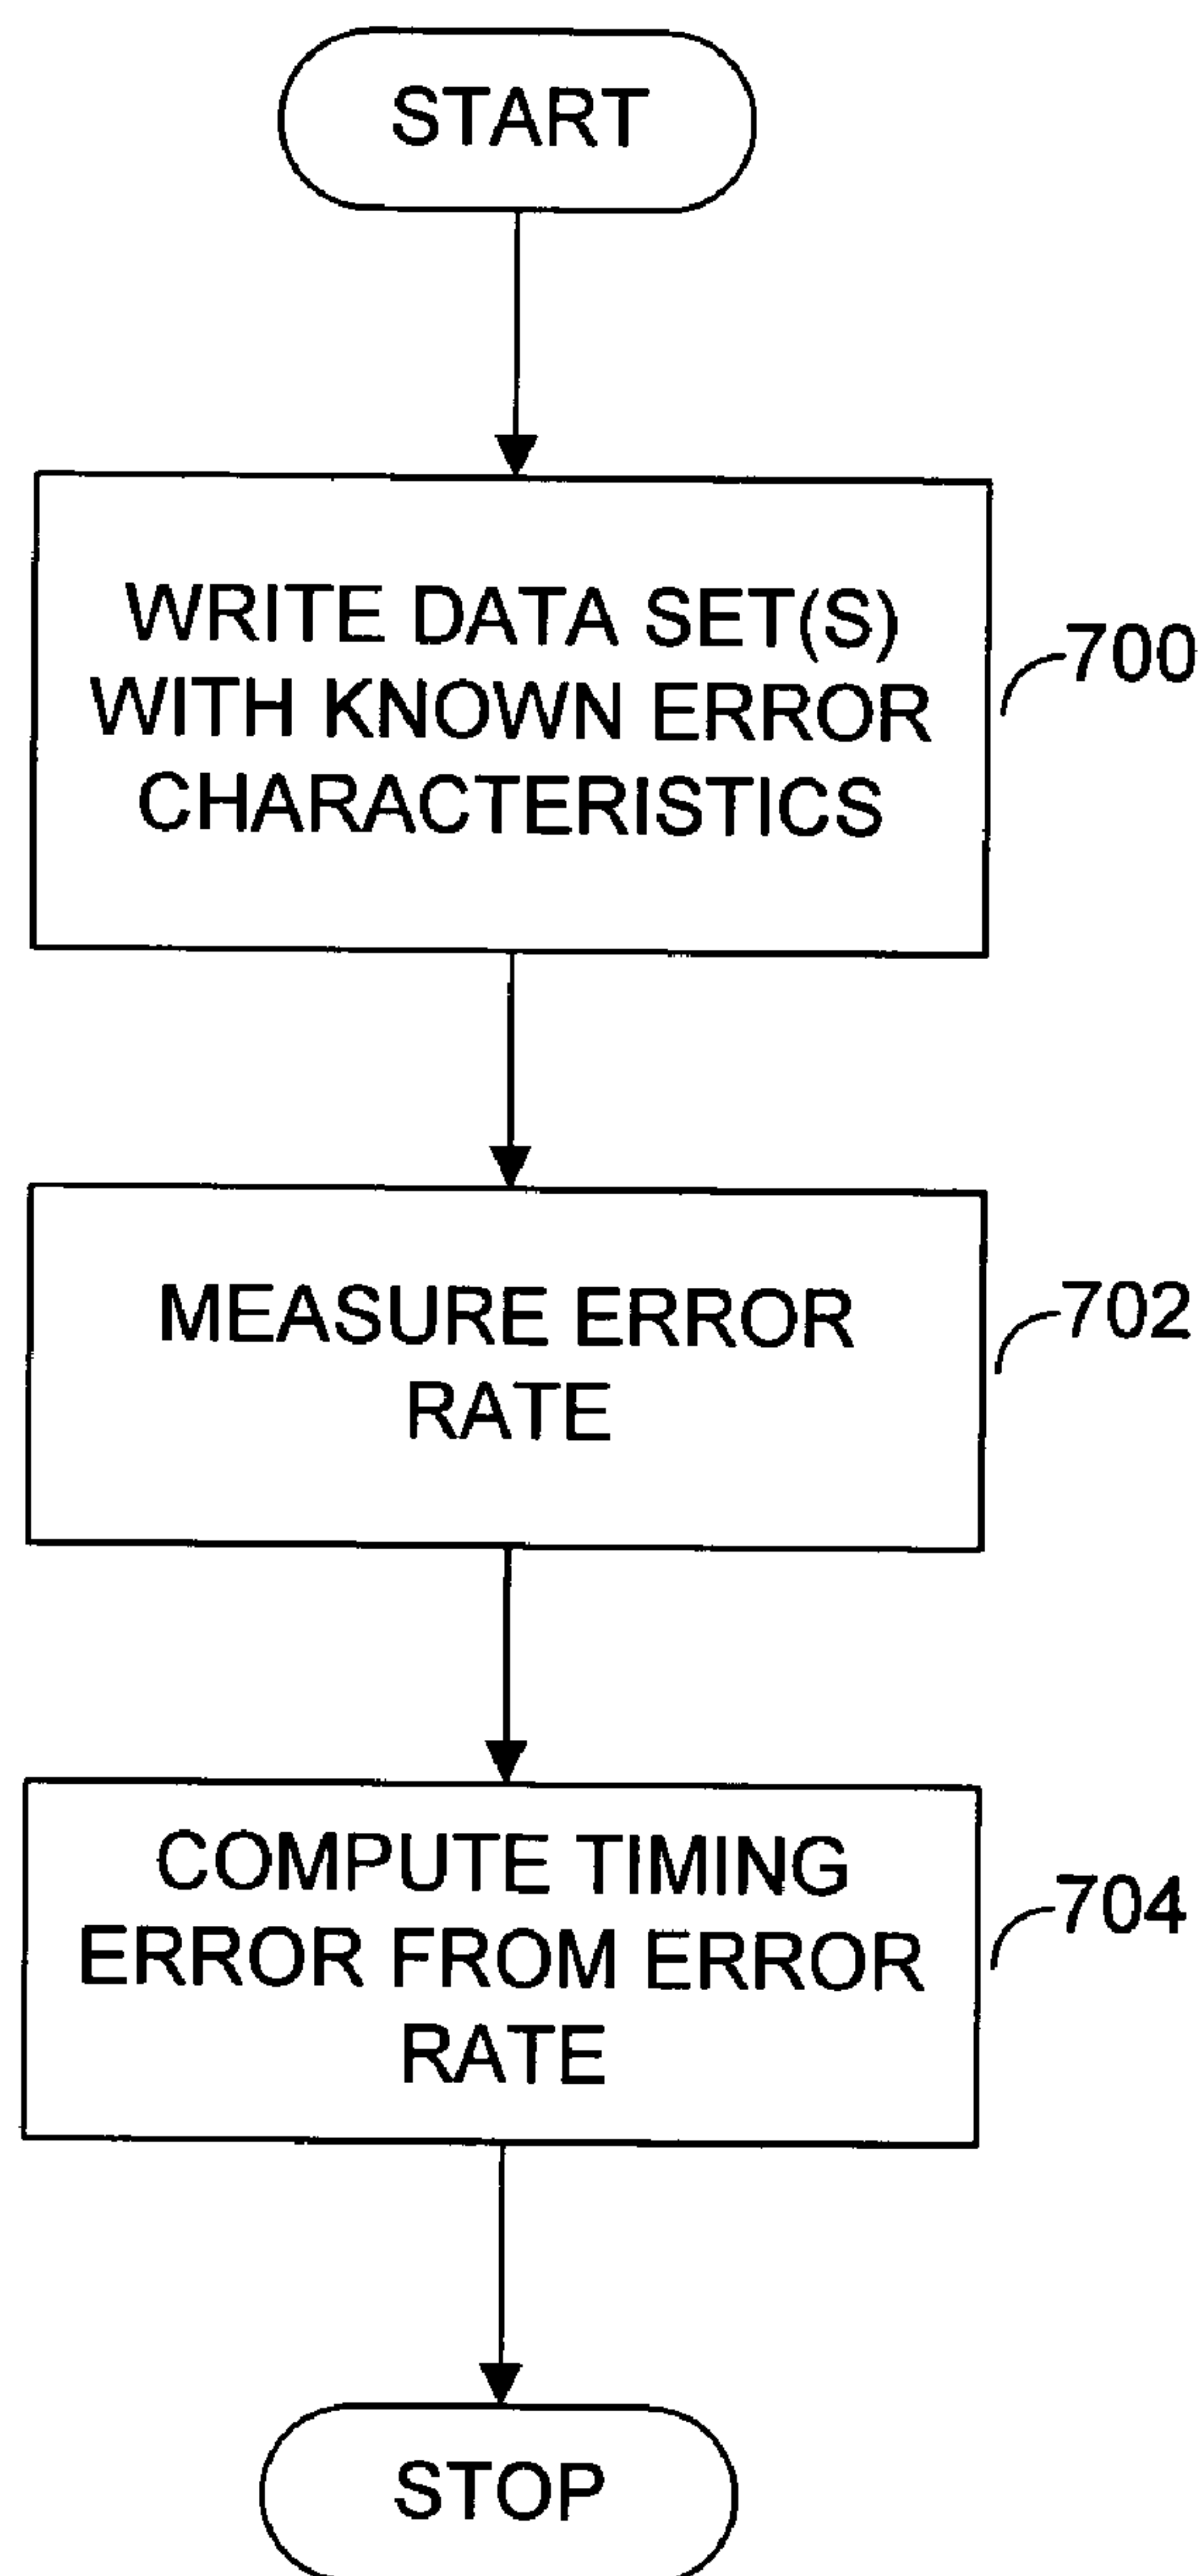 START
WRITE DATA SET(S)
WITH KNOWN ERROR
CHARACTERISTICS
700
MEASURE ERROR
RATE
702
COMPUTE TIMING
ERROR FROM ERROR
RATE
704
STOP